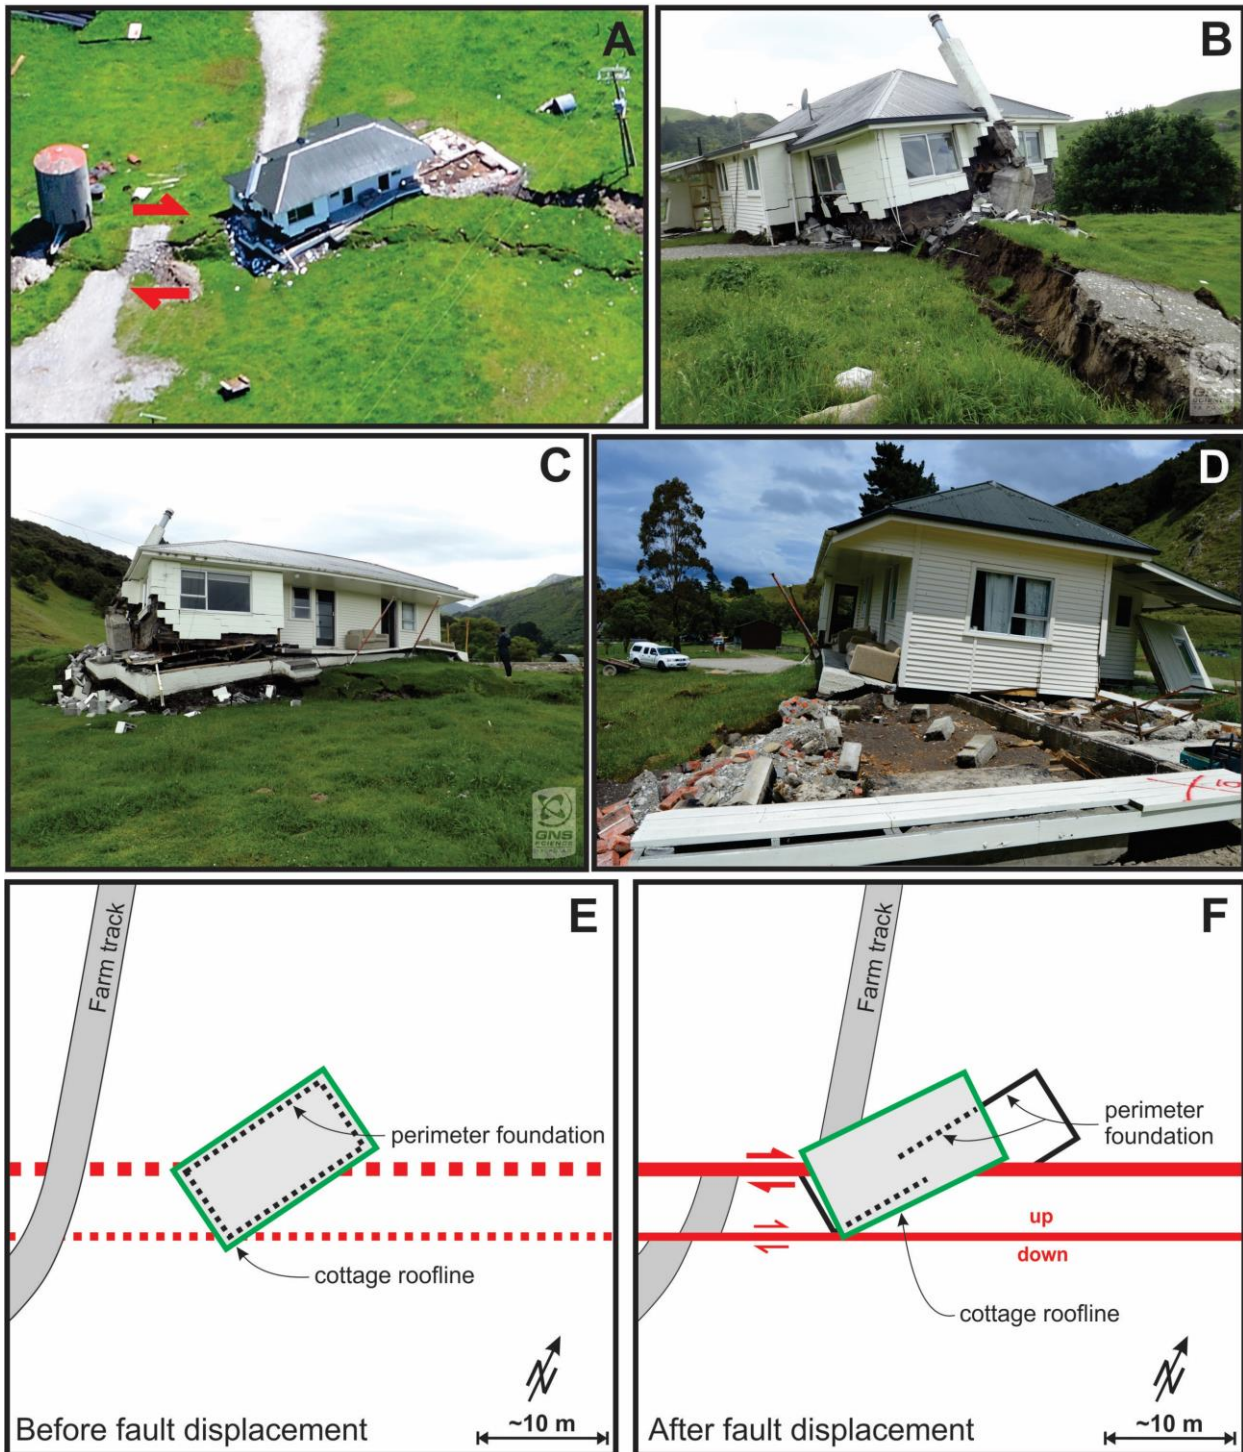 A
B
C
GNS
SCIENCE
D
E
Farm track
perimeter foundation
cottage roofline
N
Before fault displacement
~10 m
F
Farm track
perimeter
foundation
up
down
cottage roofline
N
After fault displacement
~10 m